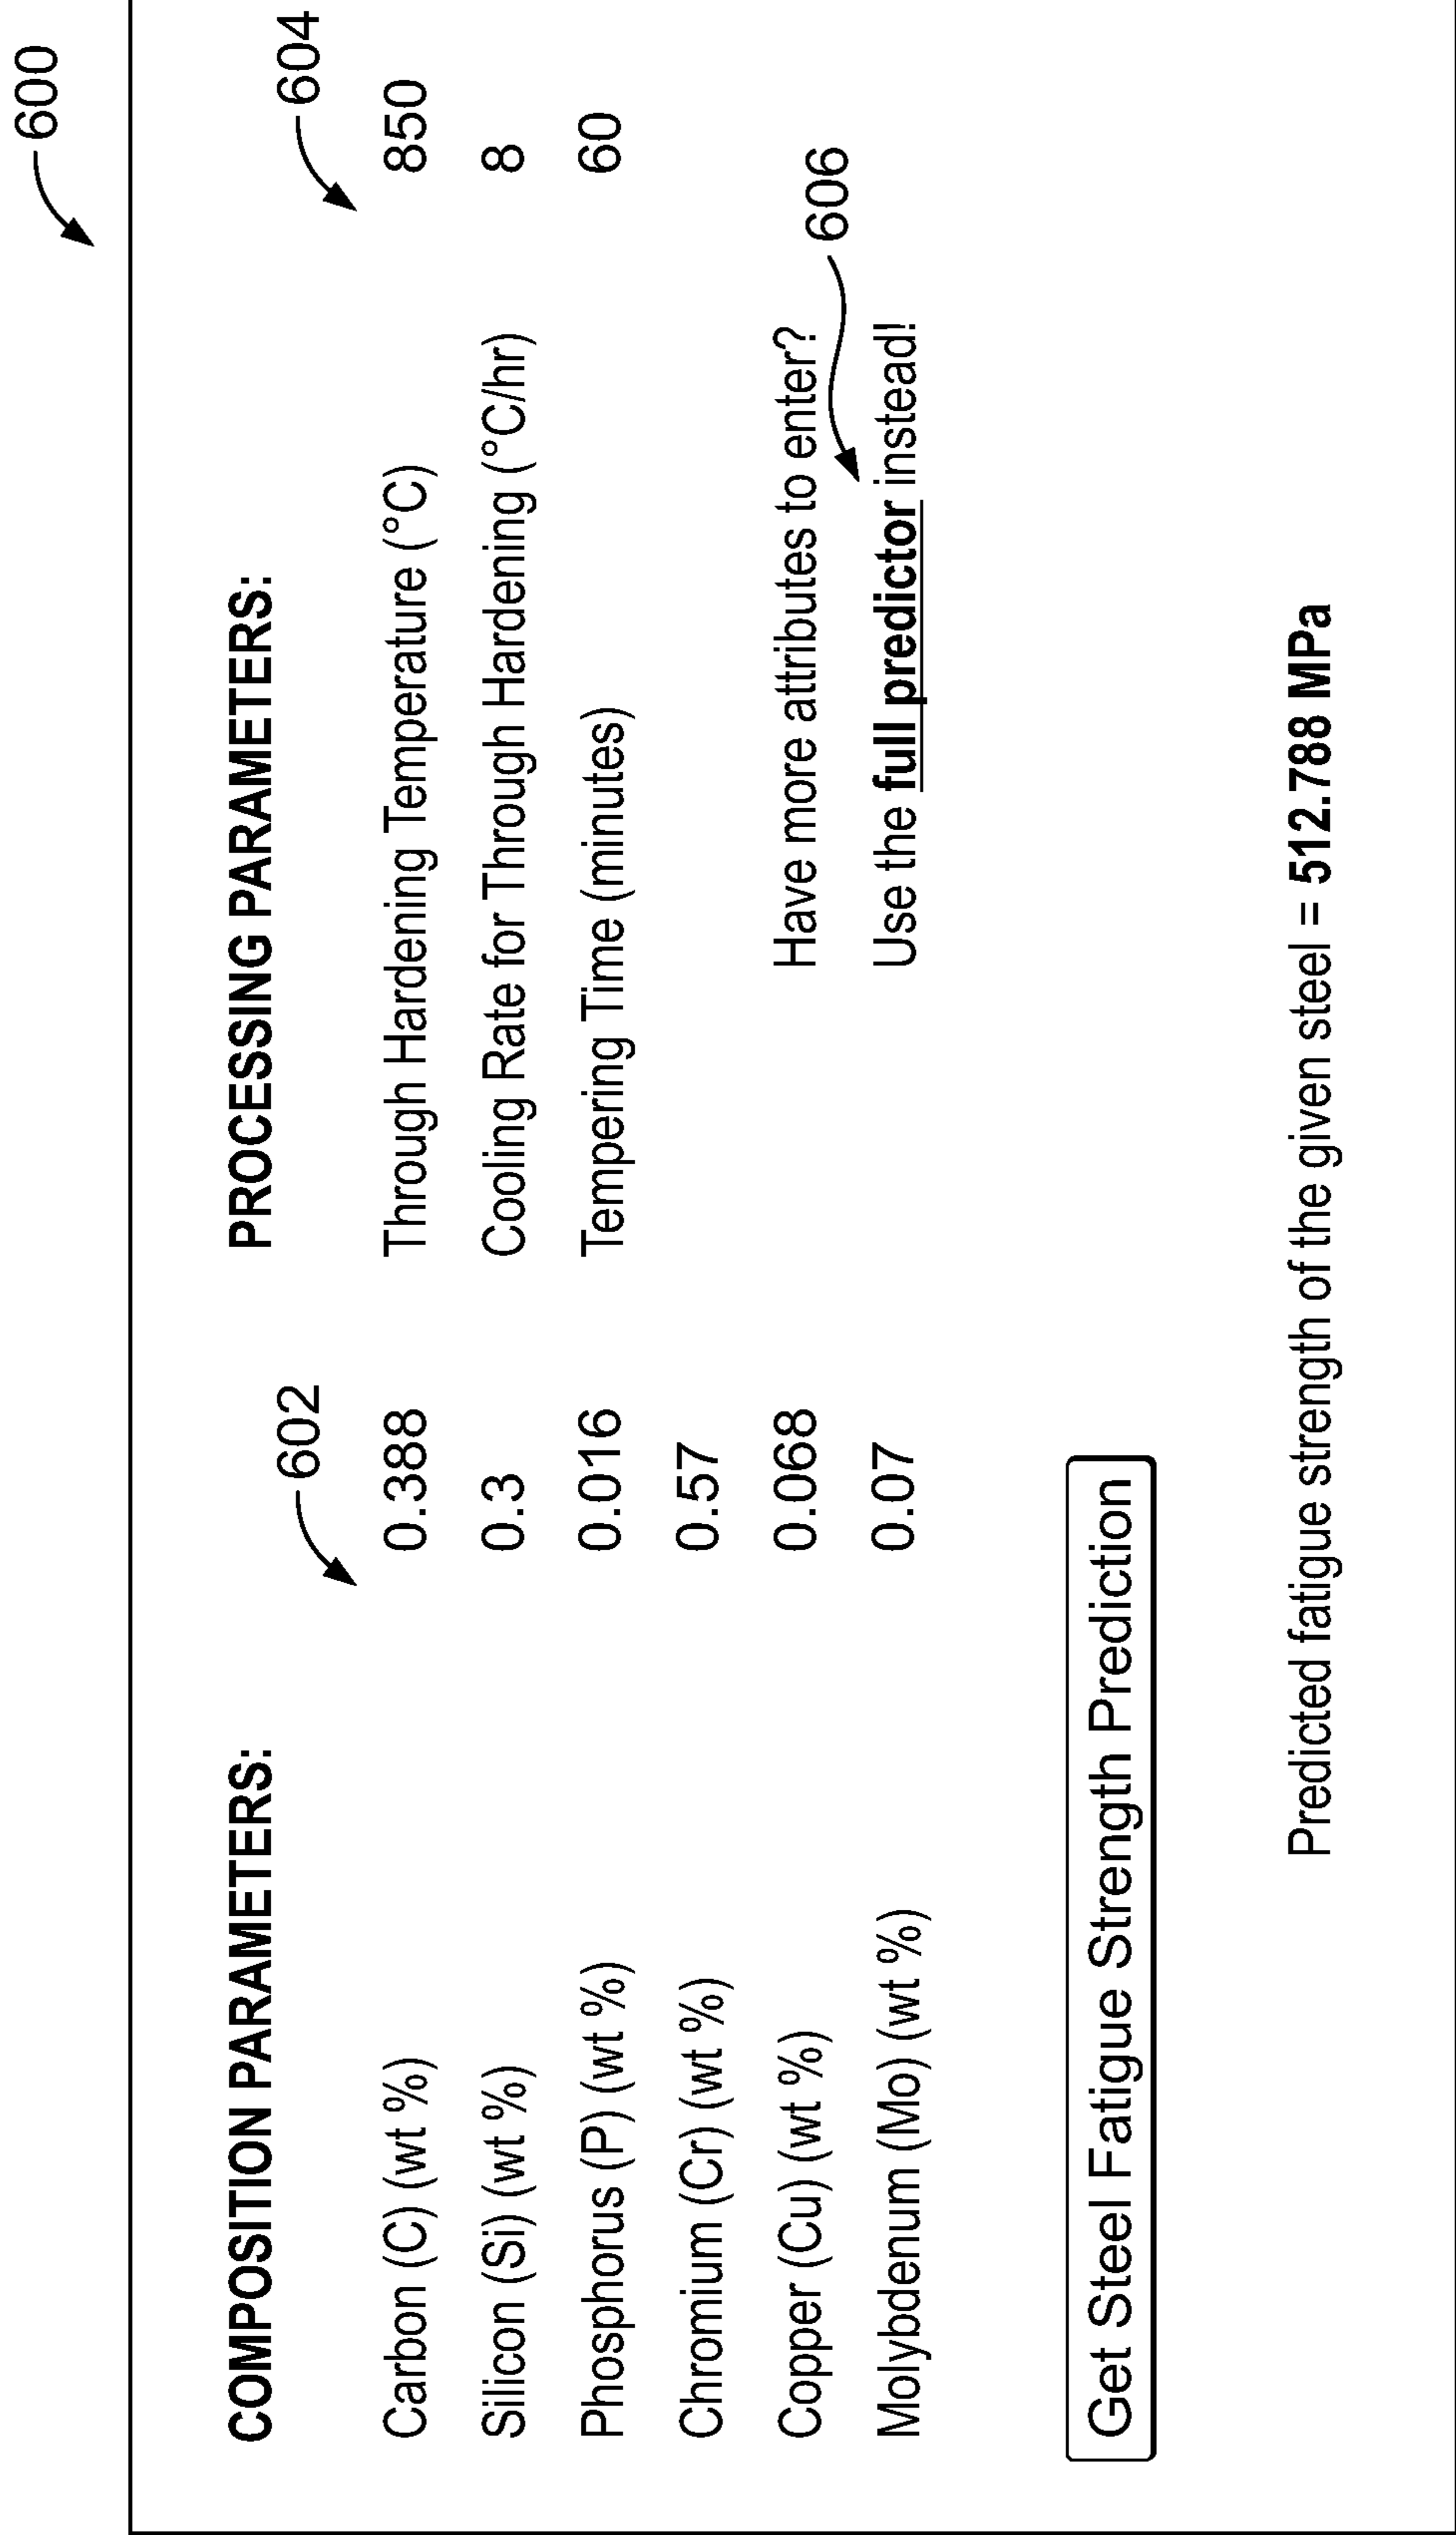 600
COMPOSITION PARAMETERS:
602
Carbon (C) (wt %) 0.388
Silicon (Si) (wt %) 0.3
Phosphorus (P) (wt %) 0.016
Chromium (Cr) (wt %) 0.57
Copper (Cu) (wt %) 0.068
Molybdenum (Mo) (wt %) 0.07
PROCESSING PARAMETERS:
604
Through Hardening Temperature (°C) 850
Cooling Rate for Through Hardening (°C/hr) 8
Tempering Time (minutes) 60
606
Have more attributes to enter?
Use the full predictor instead!
Get Steel Fatigue Strength Prediction
Predicted fatigue strength of the given steel = 512.788 MPa